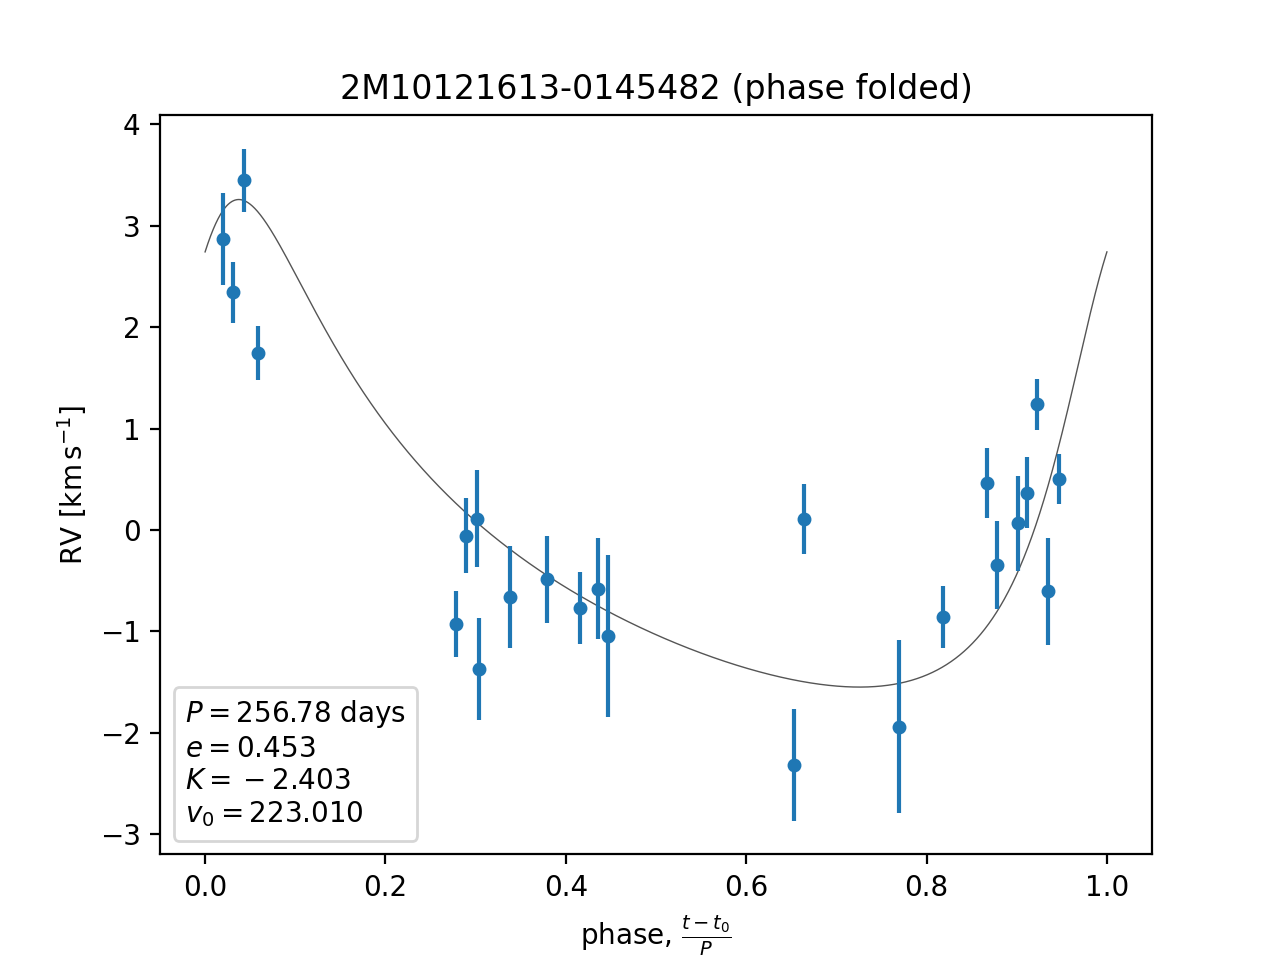 2M10121613-0145482 (phase folded)
4
3
2
1
0
−1
−2
−3
RV [km s⁻¹]
P = 256.78 days
e = 0.453
K = −2.403
v₀ = 223.010
0.0 0.2 0.4 0.6 0.8 1.0
phase, (t − t₀)/P